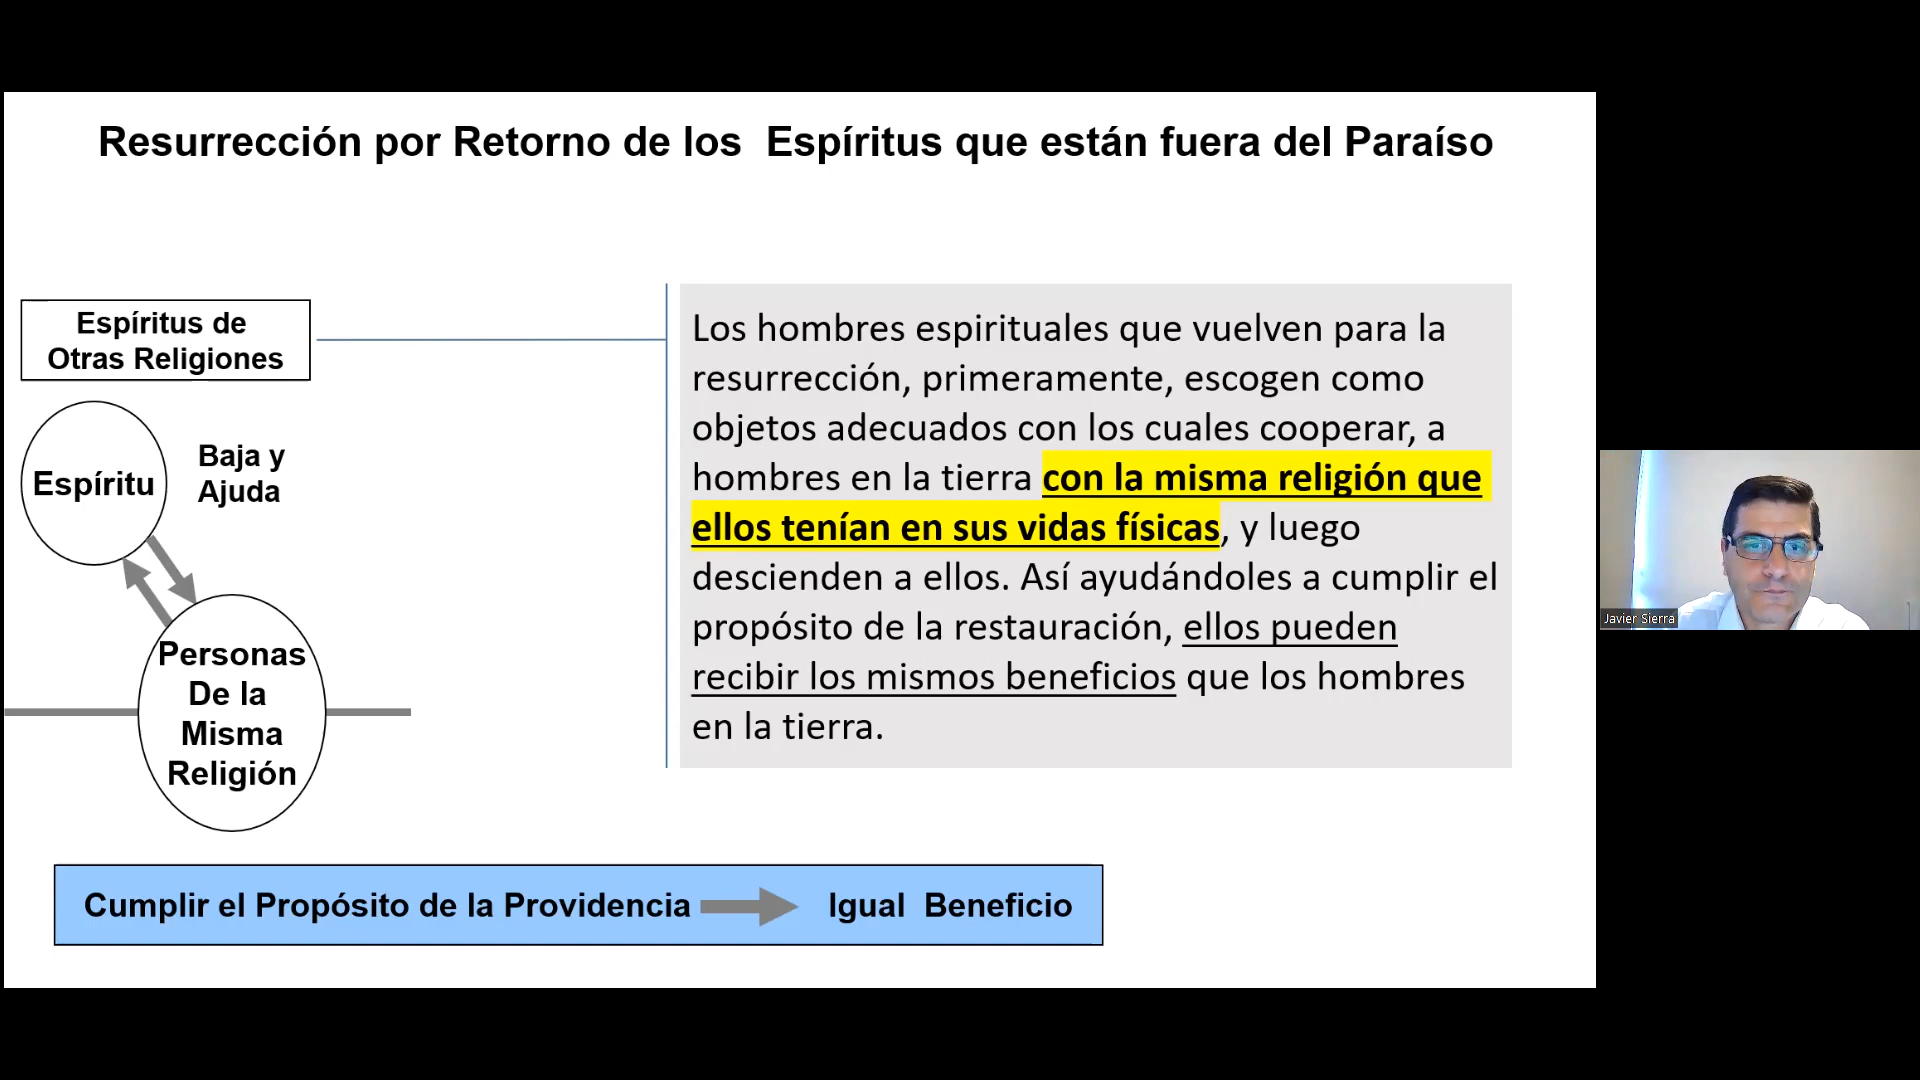 Resurrección por Retorno de los  Espíritus que están fuera del Paraíso
Espíritus de
Otras Religiones
Espíritu
Baja y
Ayuda
Personas
De la
Misma
Religión
Los hombres espirituales que vuelven para la
resurrección, primeramente, escogen como
objetos adecuados con los cuales cooperar, a
hombres en la tierra con la misma religión que
ellos tenían en sus vidas físicas, y luego
descienden a ellos. Así ayudándoles a cumplir el
propósito de la restauración, ellos pueden
recibir los mismos beneficios que los hombres
en la tierra.
Cumplir el Propósito de la Providencia Igual  Beneficio
Javier Sierra